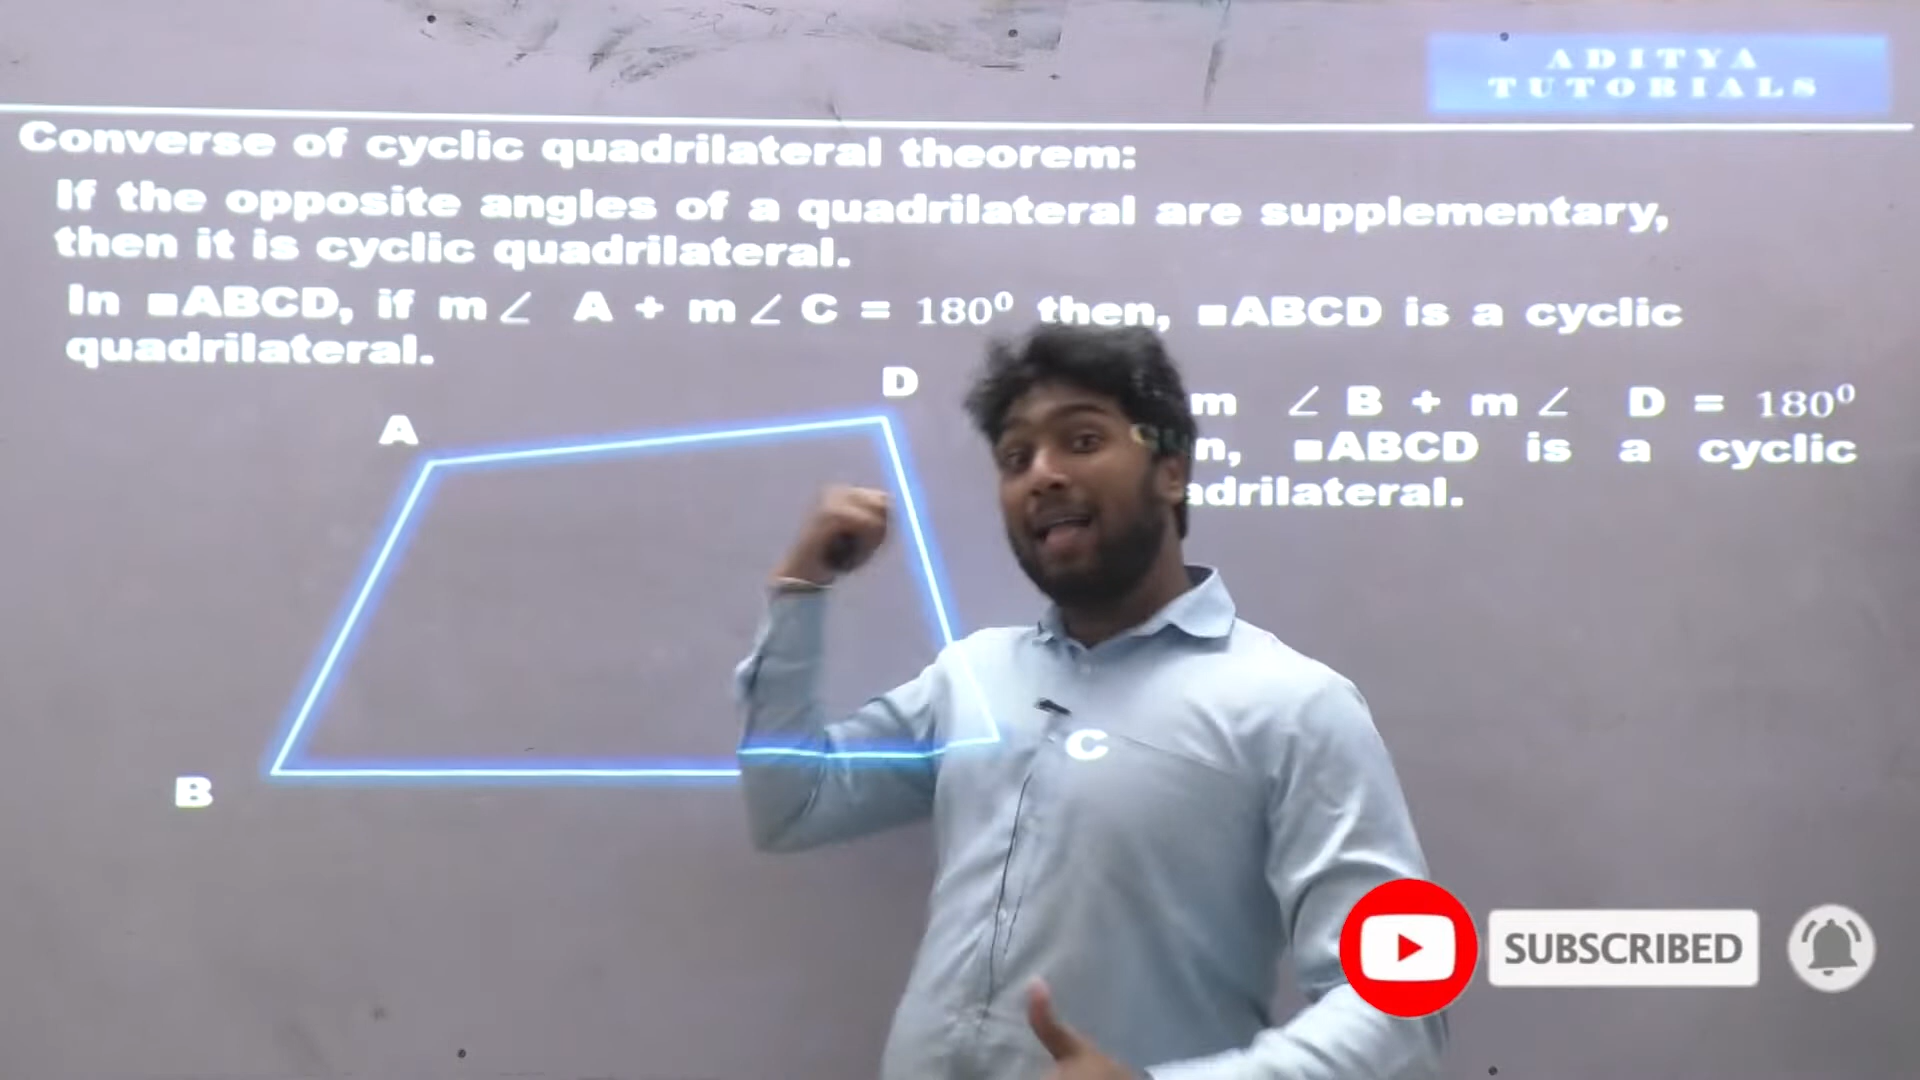 ADITYA
TUTORIALS
Converse of cyclic quadrilateral theorem:
If the opposite angles of a quadrilateral are supplementary,
then it is cyclic quadrilateral.
In ▪ABCD, if m∠ A + m∠ C = 180⁰ then, ▪ABCD is a cyclic
quadrilateral.
D
A
m ∠ B + m∠ D = 180⁰
▪ABCD is a cyclic
B
C
SUBSCRIBED